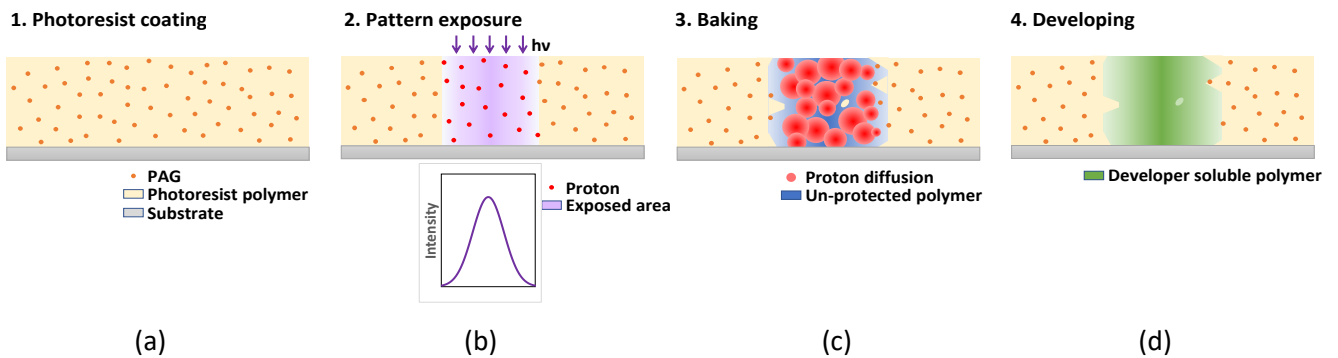 1. Photoresist coating
PAG
Photoresist polymer
Substrate
(a)
2. Pattern exposure
hν
Proton
Exposed area
Intensity
(b)
3. Baking
Proton diffusion
Un-protected polymer
(c)
4. Developing
Developer soluble polymer
(d)